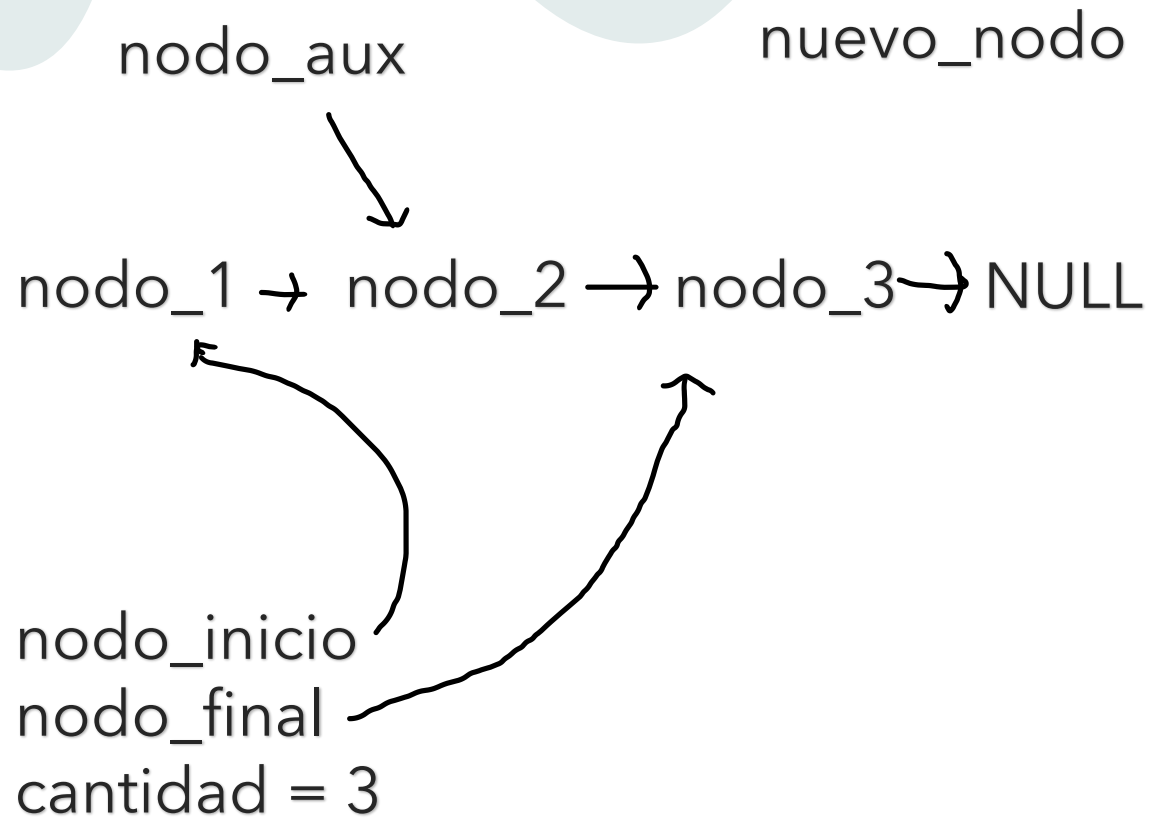 nodo_aux
nuevo_nodo
nodo_1 → nodo_2 → nodo_3 → NULL
nodo_inicio
nodo_final
cantidad = 3